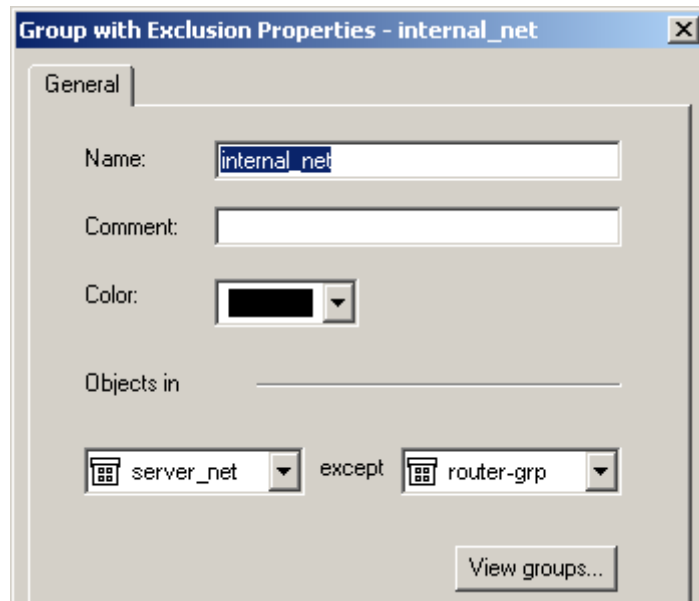 Group with Exclusion Properties - internal_net
General
Name: internal_net
Comment:
Color:
Objects in
server_net except router-grp
View groups...